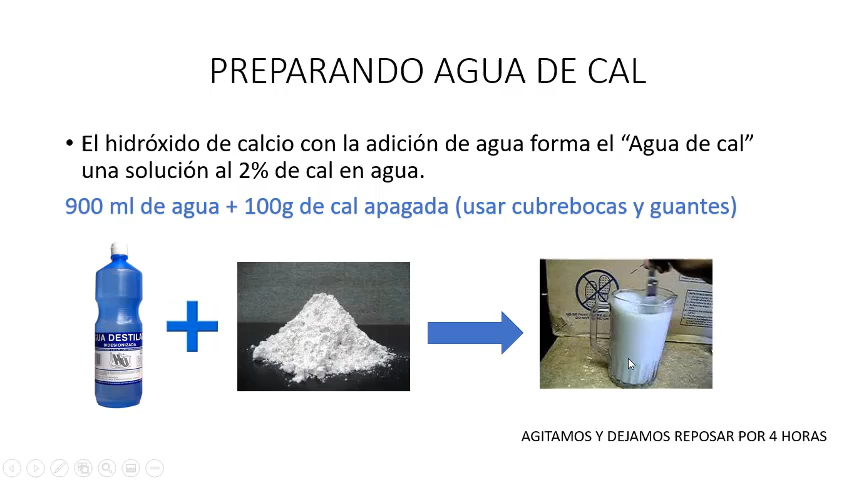 PREPARANDO AGUA DE CAL
• El hidróxido de calcio con la adición de agua forma el “Agua de cal”
una solución al 2% de cal en agua.
900 ml de agua + 100g de cal apagada (usar cubrebocas y guantes)
UA DESTIL
AGITAMOS Y DEJAMOS REPOSAR POR 4 HORAS